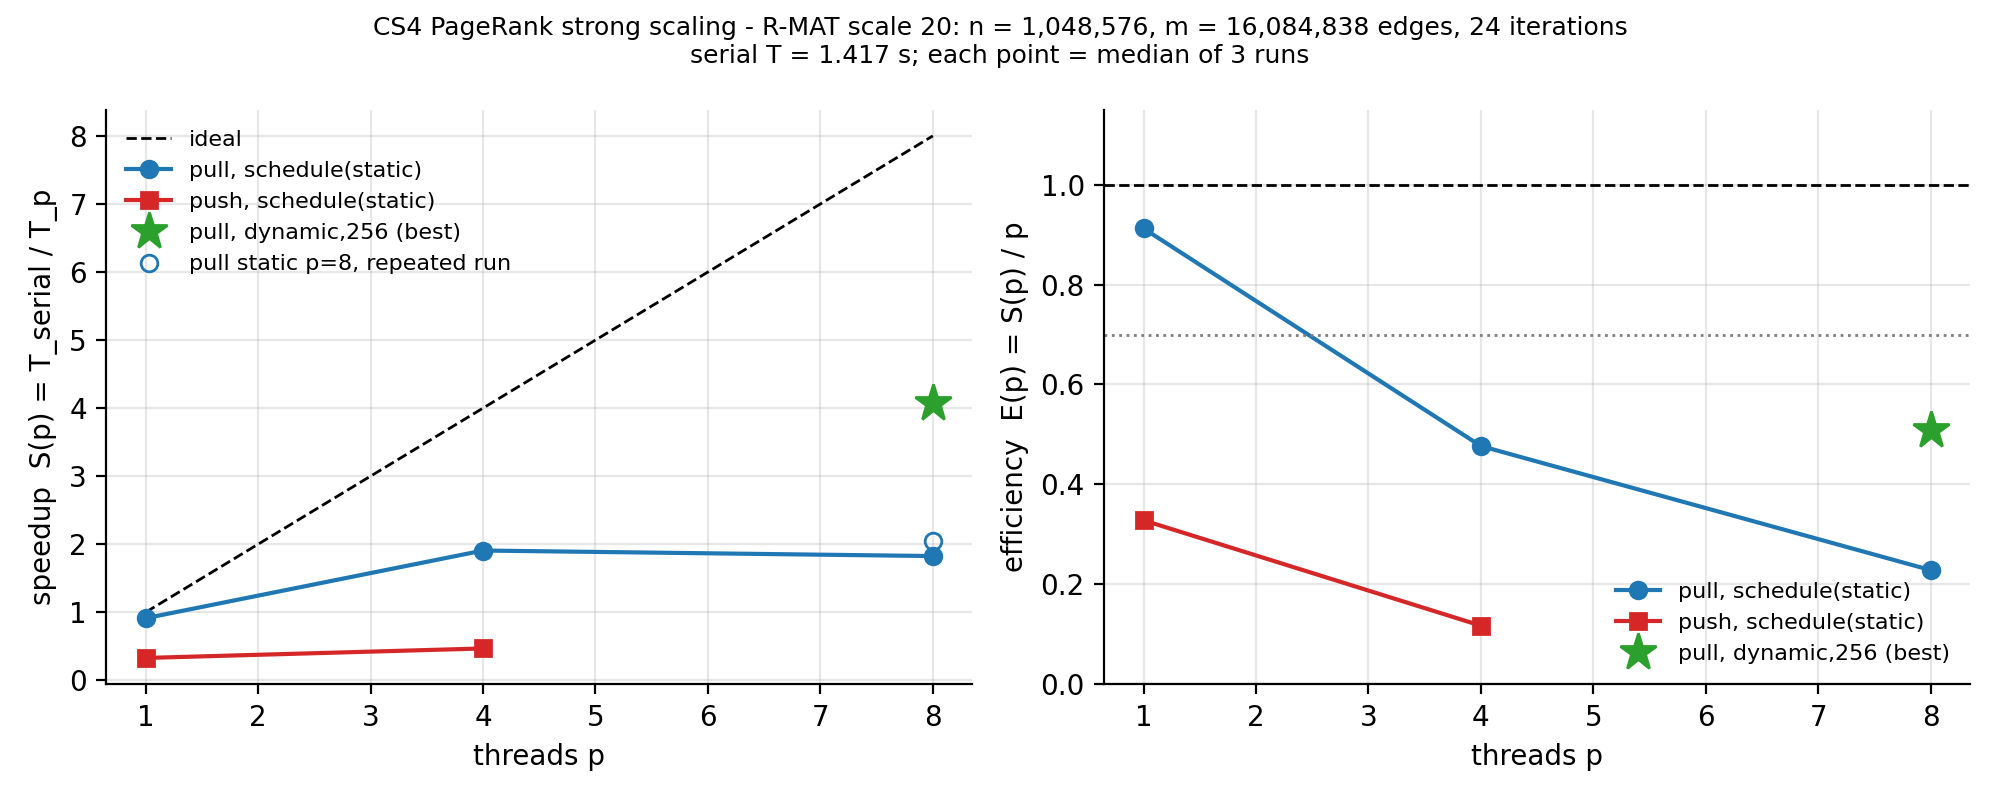 CS4 PageRank strong scaling - R-MAT scale 20: n = 1,048,576, m = 16,084,838 edges, 24 iterations
serial T = 1.417 s; each point = median of 3 runs
speedup  S(p) = T_serial / T_p
8
7
6
5
4
3
2
1
0
ideal
pull, schedule(static)
push, schedule(static)
pull, dynamic,256 (best)
pull static p=8, repeated run
1 2 3 4 5 6 7 8
threads p
efficiency  E(p) = S(p) / p
1.0
0.8
0.6
0.4
0.2
0.0
pull, schedule(static)
push, schedule(static)
pull, dynamic,256 (best)
1 2 3 4 5 6 7 8
threads p